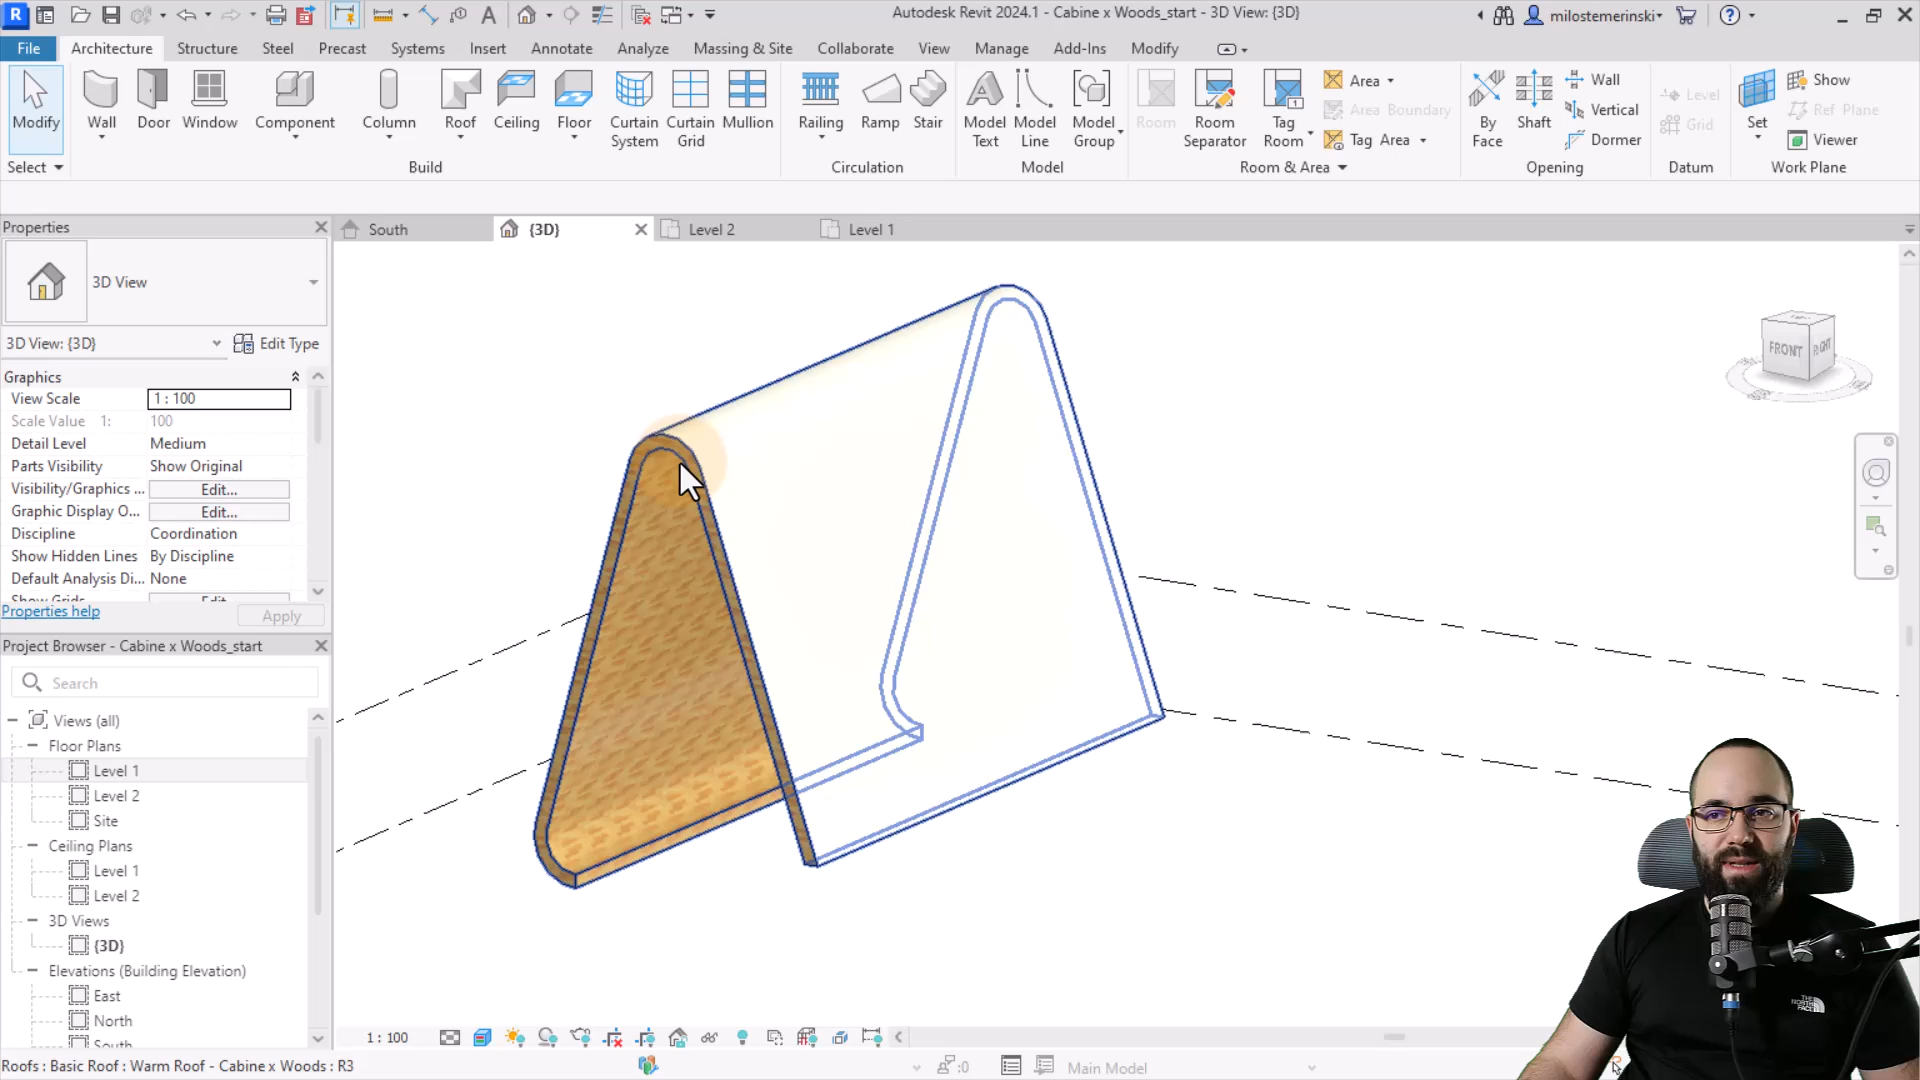 Autodesk Revit 2024.1 - Cabine x Woods_start - 3D View: {3D}
milostemerinski
File Architecture Structure Steel Precast Systems Insert Annotate Analyze Massing & Site Collaborate View Manage Add-Ins Modify
Modify
Wall
Door
Window
Component
Column
Roof
Ceiling
Floor
Curtain System
Curtain Grid
Mullion
Railing
Ramp
Stair
Model Text
Model Line
Model Group
Room
Room Separator
Tag Room
Area
Area Boundary
Tag Area
By Face
Shaft
Wall
Vertical
Dormer
Level
Grid
Set
Show
Ref Plane
Viewer
Select Build Circulation Model Room & Area Opening Datum Work Plane
Properties
South {3D} Level 2 Level 1
3D View
3D View: {3D} Edit Type
Graphics
View Scale 1 : 100
Scale Value 1: 100
Detail Level Medium
Parts Visibility Show Original
Visibility/Graphics ... Edit...
Graphic Display O... Edit...
Discipline Coordination
Show Hidden Lines By Discipline
Default Analysis Di... None
Show Grids Edit...
Properties help Apply
Project Browser - Cabine x Woods_start
Search
Views (all)
Floor Plans
Level 1
Level 2
Site
Ceiling Plans
Level 1
Level 2
3D Views
{3D}
Elevations (Building Elevation)
East
North
South
FRONT RIGHT
THE NORTH FACE
1 : 100
Roofs : Basic Roof : Warm Roof - Cabine x Woods : R3
:0 Main Model